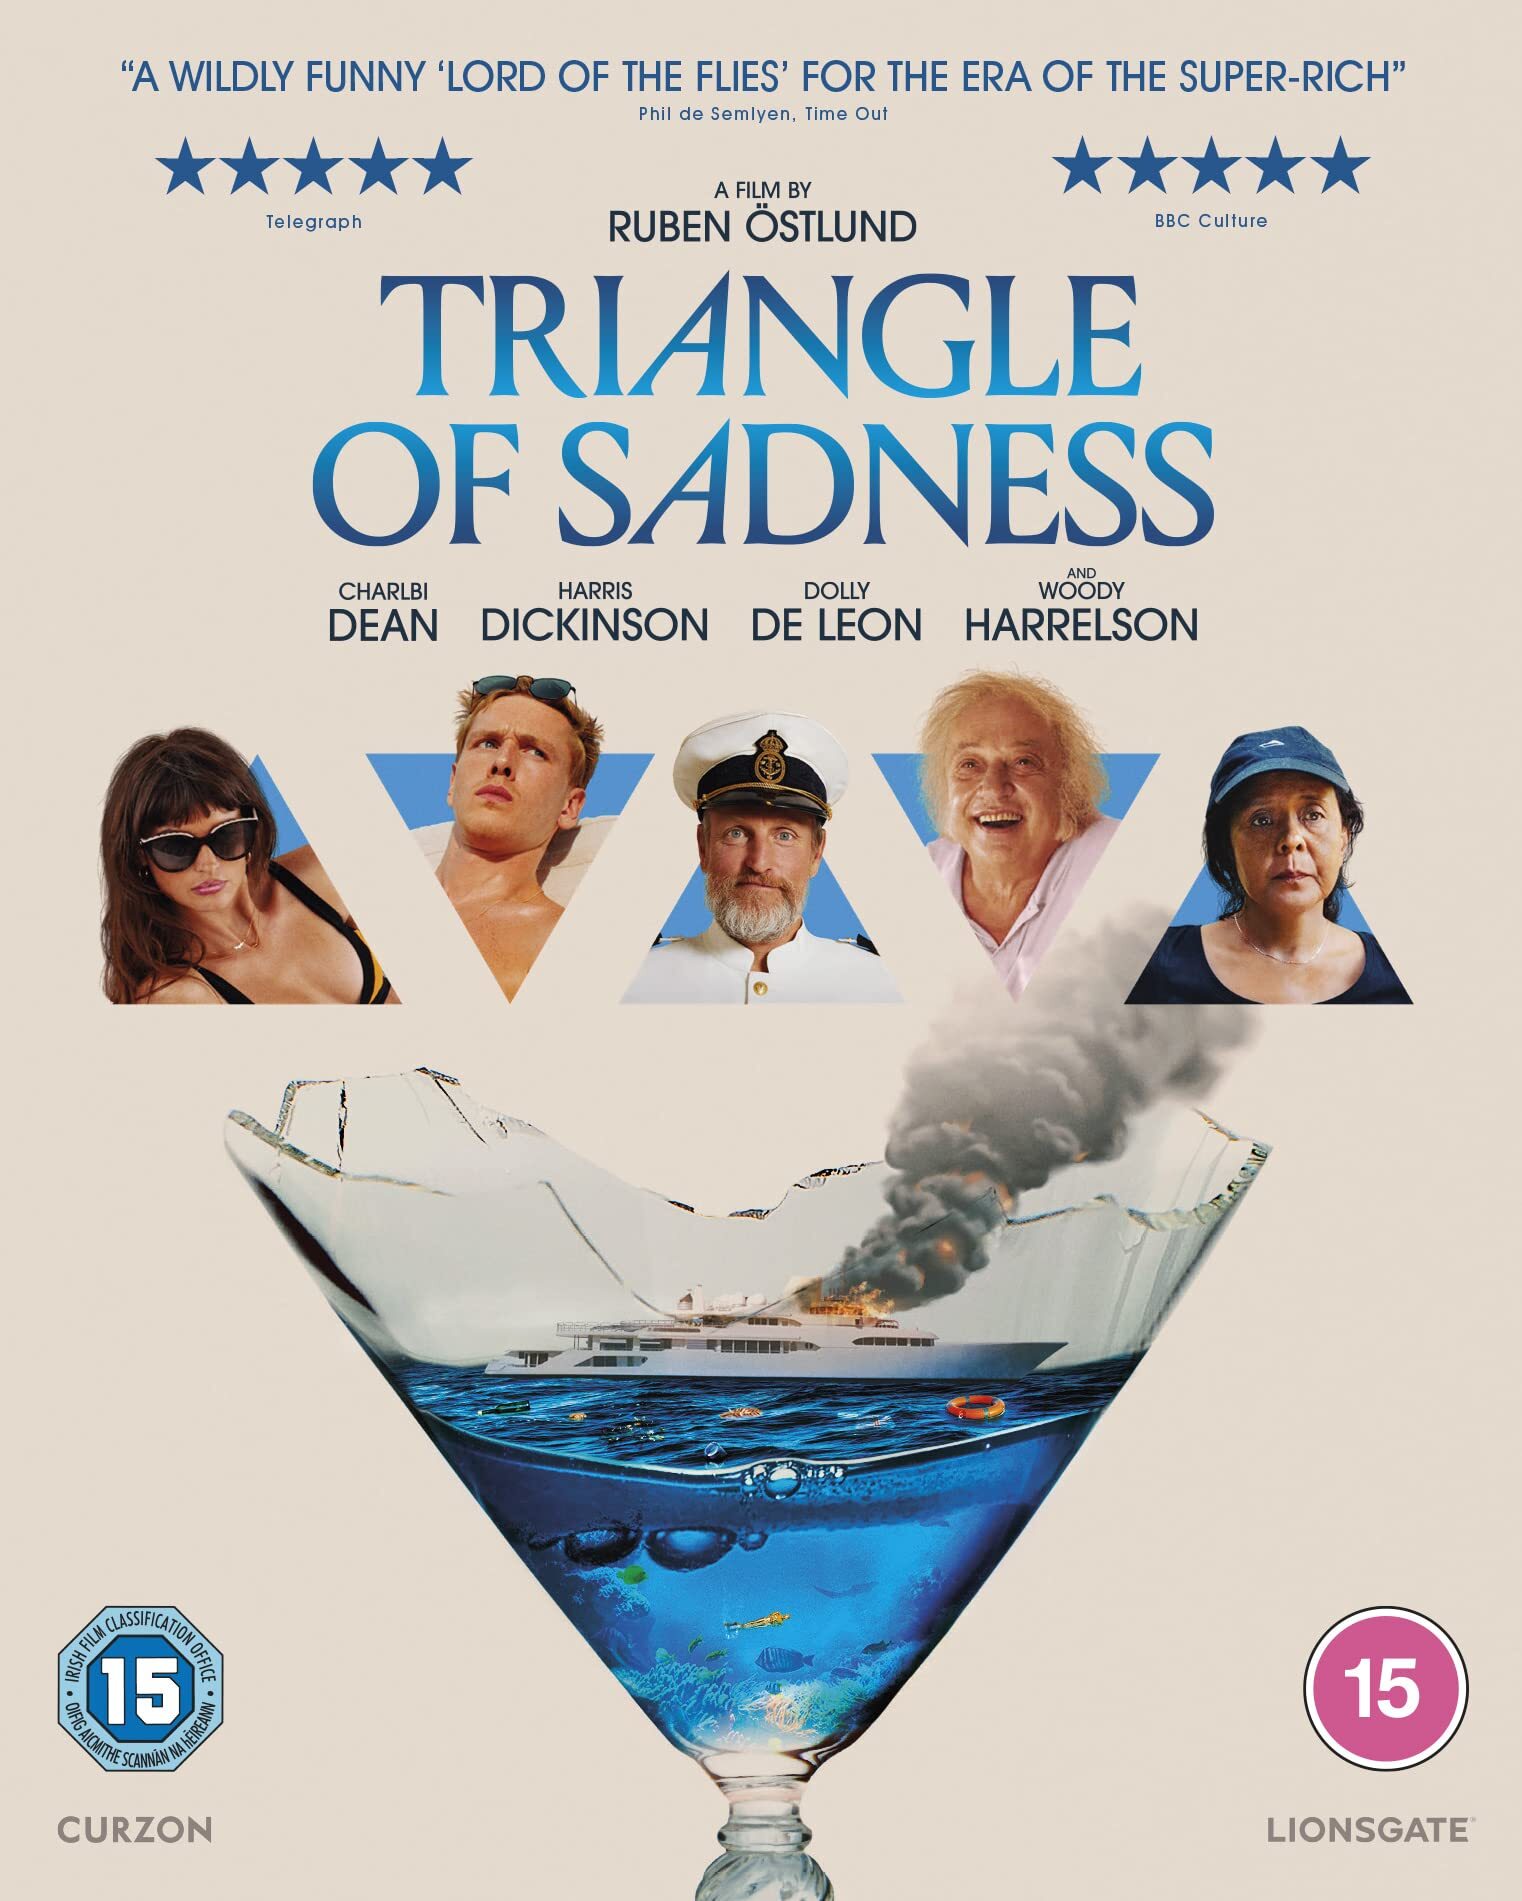 “A WILDLY FUNNY ‘LORD OF THE FLIES’ FOR THE ERA OF THE SUPER-RICH”
Phil de Semlyen, Time Out
Telegraph
BBC Culture
A FILM BY
RUBEN ÖSTLUND
TRIANGLE
OF SADNESS
CHARLBI
DEAN
HARRIS
DICKINSON
DOLLY
DE LEON
AND
WOODY
HARRELSON
IRISH FILM CLASSIFICATION OFFICE
15
OIFIG AICMITHE SCANNÁN NA HÉIREANN
15
CURZON
LIONSGATE®